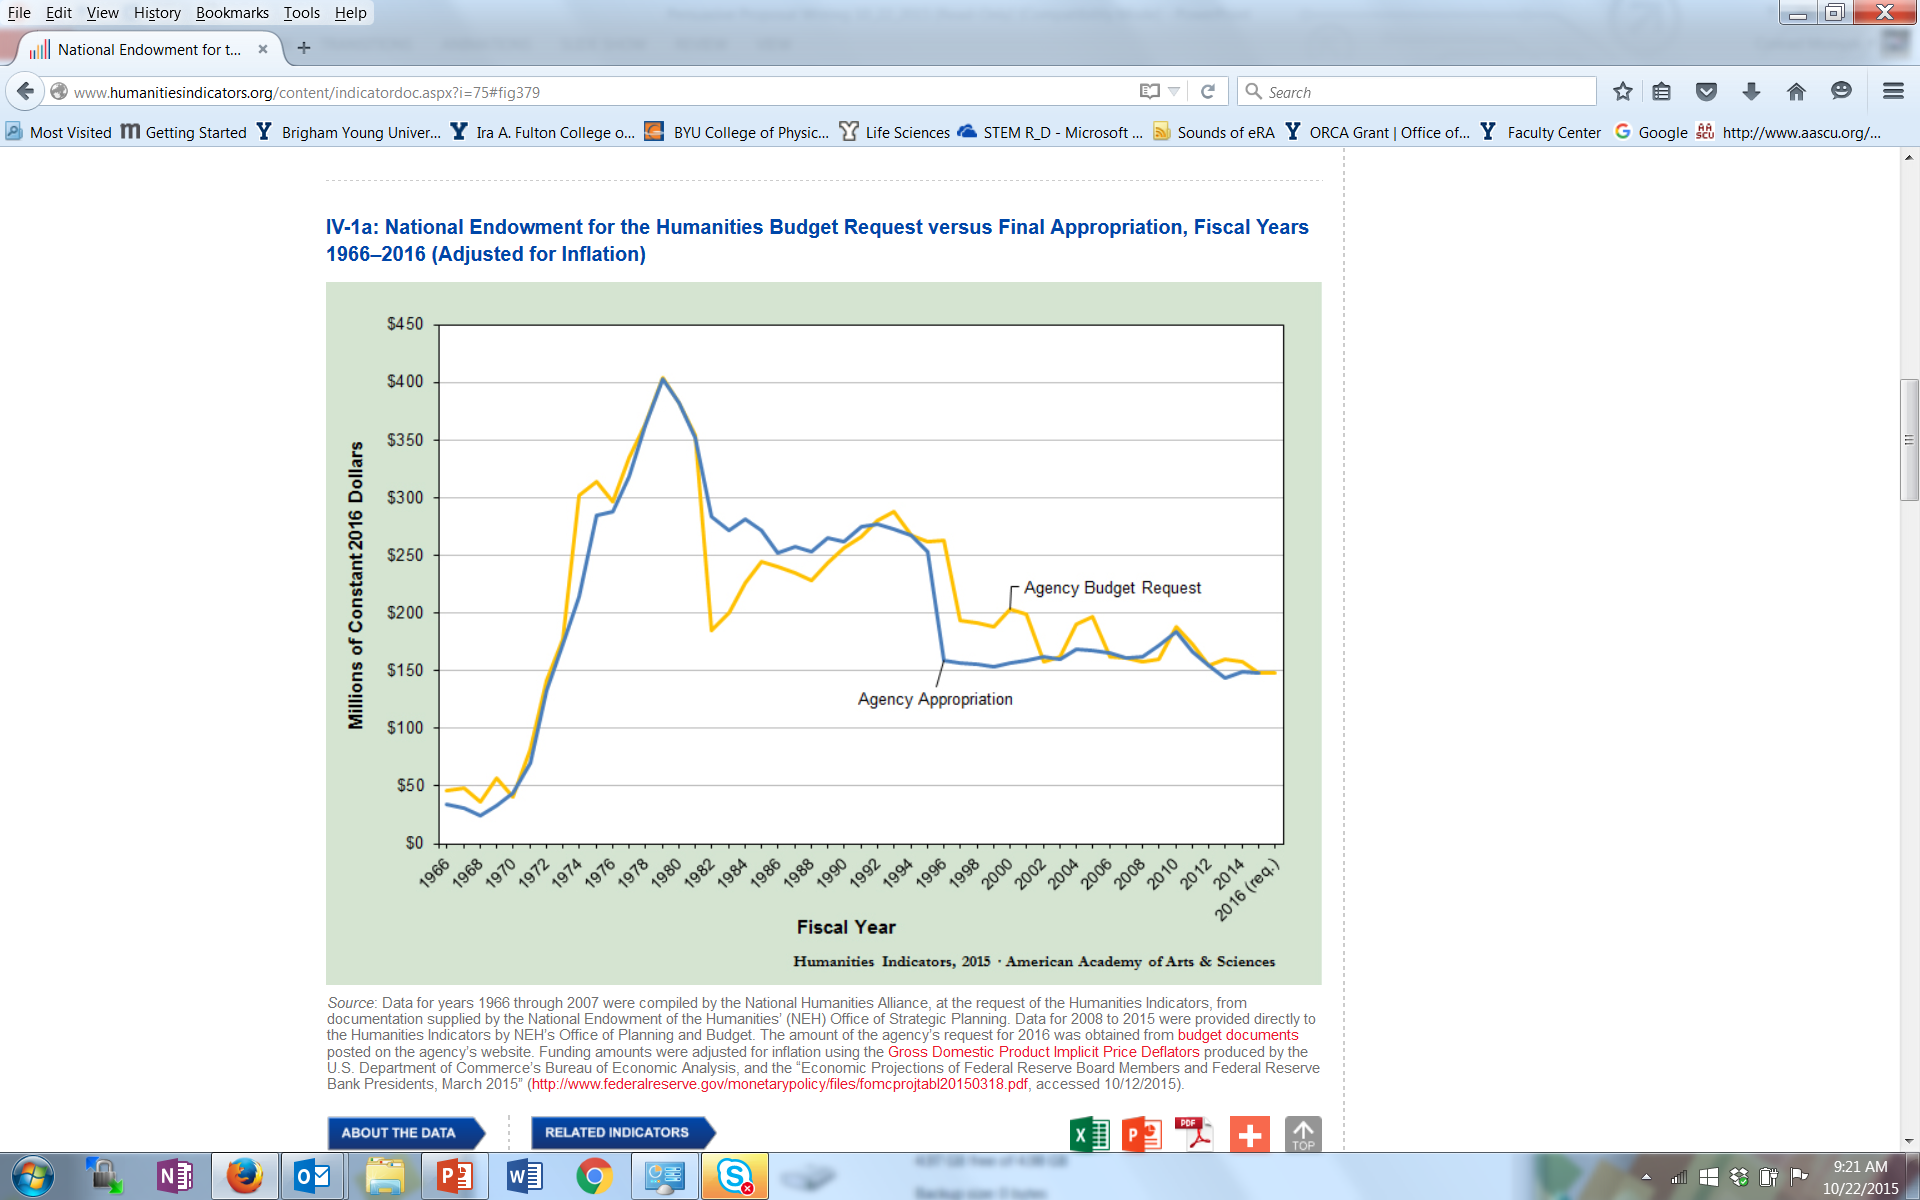 File Edit View History Bookmarks Tools Help
National Endowment for t...
www.humanitiesindicators.org/content/indicatordoc.aspx?i=75#fig379
Search
Most Visited
Getting Started
Brigham Young Univer...
Ira A. Fulton College o...
BYU College of Physic...
Life Sciences
STEM R_D - Microsoft ...
Sounds of eRA
ORCA Grant | Office of...
Faculty Center
Google
AA SCU
http://www.aascu.org/...
IV-1a: National Endowment for the Humanities Budget Request versus Final Appropriation, Fiscal Years
1966–2016 (Adjusted for Inflation)
Millions of Constant 2016 Dollars
$450
$400
$350
$300
$250
$200
$150
$100
$50
$0
Agency Budget Request
Agency Appropriation
1966 1968 1970 1972 1974 1976 1978 1980 1982 1984 1986 1988 1990 1992 1994 1996 1998 2000 2002 2004 2006 2008 2010 2012 2014 2016 (req.)
Fiscal Year
Humanities Indicators, 2015 · American Academy of Arts & Sciences
Source: Data for years 1966 through 2007 were compiled by the National Humanities Alliance, at the request of the Humanities Indicators, from
documentation supplied by the National Endowment of the Humanities' (NEH) Office of Strategic Planning. Data for 2008 to 2015 were provided directly to
the Humanities Indicators by NEH's Office of Planning and Budget. The amount of the agency's request for 2016 was obtained from budget documents
posted on the agency's website. Funding amounts were adjusted for inflation using the Gross Domestic Product Implicit Price Deflators produced by the
U.S. Department of Commerce's Bureau of Economic Analysis, and the “Economic Projections of Federal Reserve Board Members and Federal Reserve
Bank Presidents, March 2015” (http://www.federalreserve.gov/monetarypolicy/files/fomcprojtabl20150318.pdf, accessed 10/12/2015).
ABOUT THE DATA
RELATED INDICATORS
PDF
TOP
9:21 AM
10/22/2015